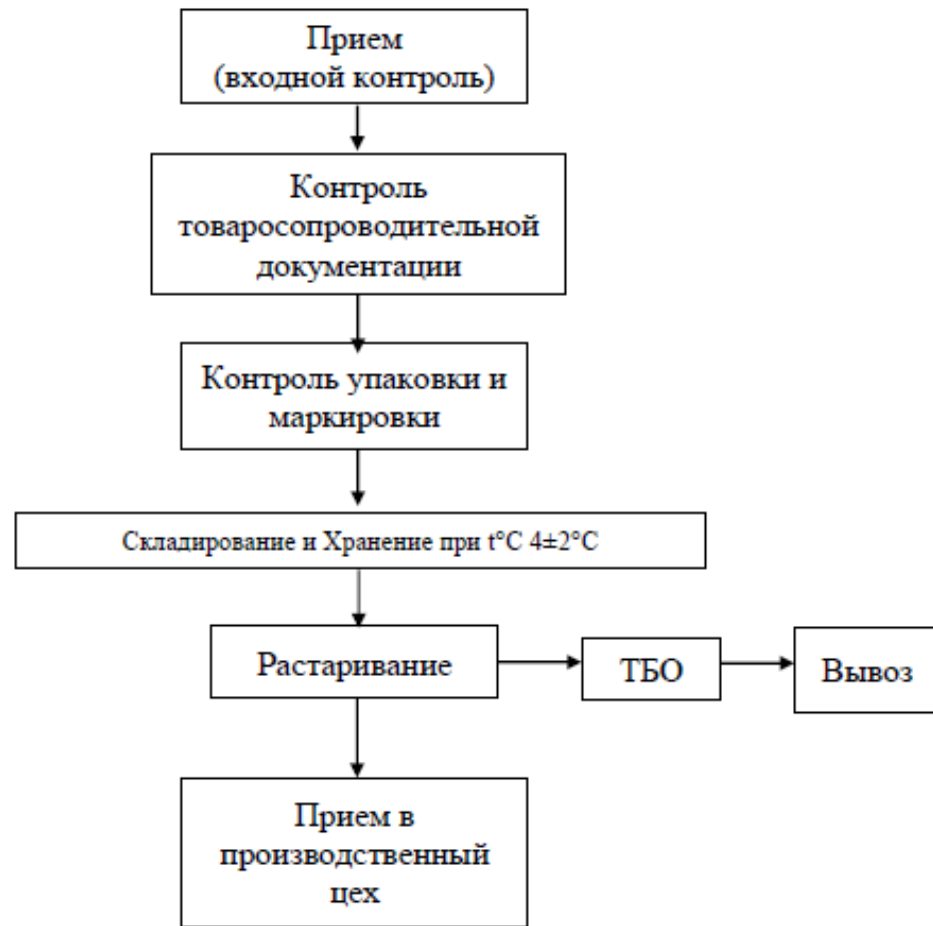 Прием
(входной контроль)
Контроль
товаросопроводительной
документации
Контроль упаковки и
маркировки
Складирование и Хранение при t°C 4±2°C
Растаривание
ТБО
Вывоз
Прием в
производственный
цех